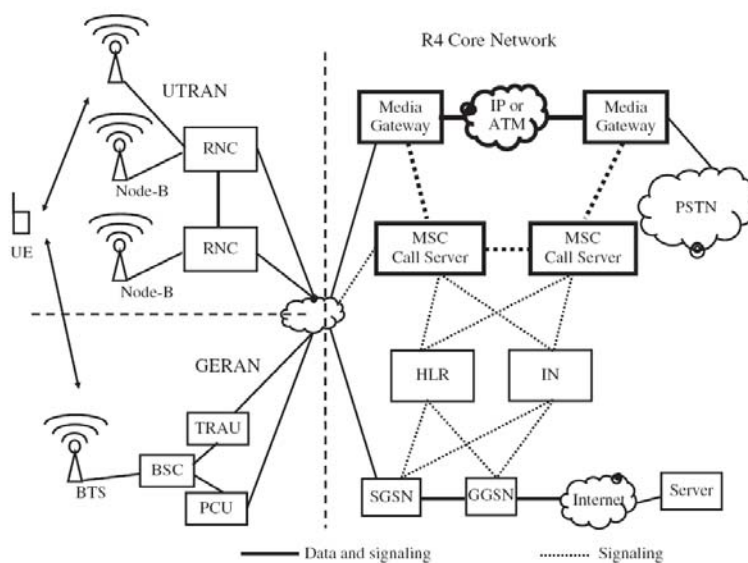 R4 Core Network
UTRAN
Media
Gateway
IP or
ATM
Media
Gateway
RNC
Node-B
PSTN
UE
RNC
MSC
Call Server
MSC
Call Server
Node-B
GERAN
HLR
IN
TRAU
BSC
BTS
PCU
SGSN
GGSN
Internet
Server
Data and signaling
Signaling